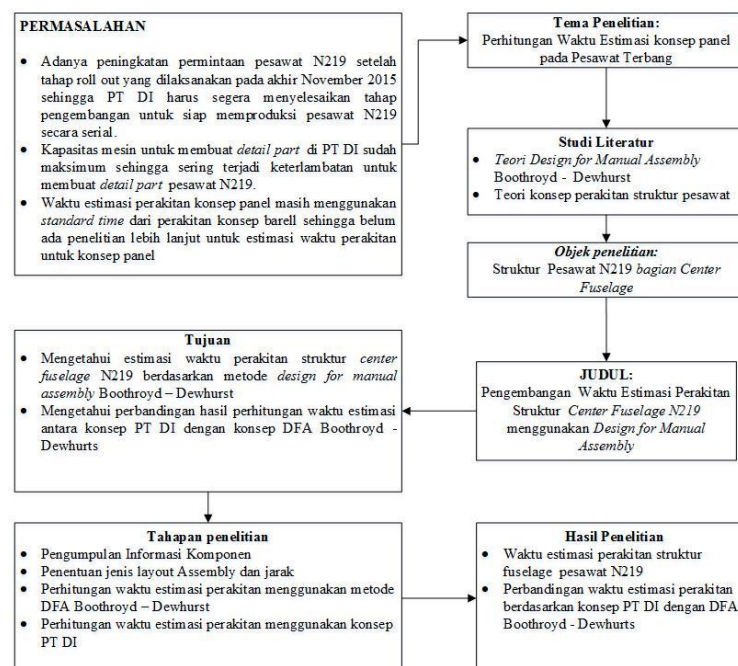 PERMASALAHAN
• Adanya peningkatan permintaan pesawat N219 setelah
tahap roll out yang dilaksanakan pada akhir November 2015
sehingga PT DI harus segera menyelesaikan tahap
pengembangan untuk siap memproduksi pesawat N219
secara serial.
• Kapasitas mesin untuk membuat detail part di PT DI sudah
maksimum sehingga sering terjadi keterlambatan untuk
membuat detail part pesawat N219.
• Waktu estimasi perakitan konsep panel masih menggunakan
standard time dari perakitan konsep barell sehingga belum
ada penelitian lebih lanjut untuk estimasi waktu perakitan
untuk konsep panel
Tema Penelitian:
Perhitungan Waktu Estimasi konsep panel
pada Pesawat Terbang
Studi Literatur
• Teori Design for Manual Assembly
Boothroyd - Dewhurst
• Teori konsep perakitan struktur pesawat
Objek penelitian:
Struktur Pesawat N219 bagian Center
Fuselage
JUDUL:
Pengembangan Waktu Estimasi Perakitan
Struktur Center Fuselage N219
menggunakan Design for Manual
Assembly
Tujuan
• Mengetahui estimasi waktu perakitan struktur center
fuselage N219 berdasarkan metode design for manual
assembly Boothroyd – Dewhurst
• Mengetahui perbandingan hasil perhitungan waktu estimasi
antara konsep PT DI dengan konsep DFA Boothroyd -
Dewhurts
Tahapan penelitian
• Pengumpulan Informasi Komponen
• Penentuan jenis layout Assembly dan jarak
• Perhitungan waktu estimasi perakitan menggunakan metode
DFA Boothroyd – Dewhurst
• Perhitungan waktu estimasi perakitan menggunakan konsep
PT DI
Hasil Penelitian
• Waktu estimasi perakitan struktur
fuselage pesawat N219
• Perbandingan waktu estimasi perakitan
berdasarkan konsep PT DI dengan DFA
Boothroyd - Dewhurts